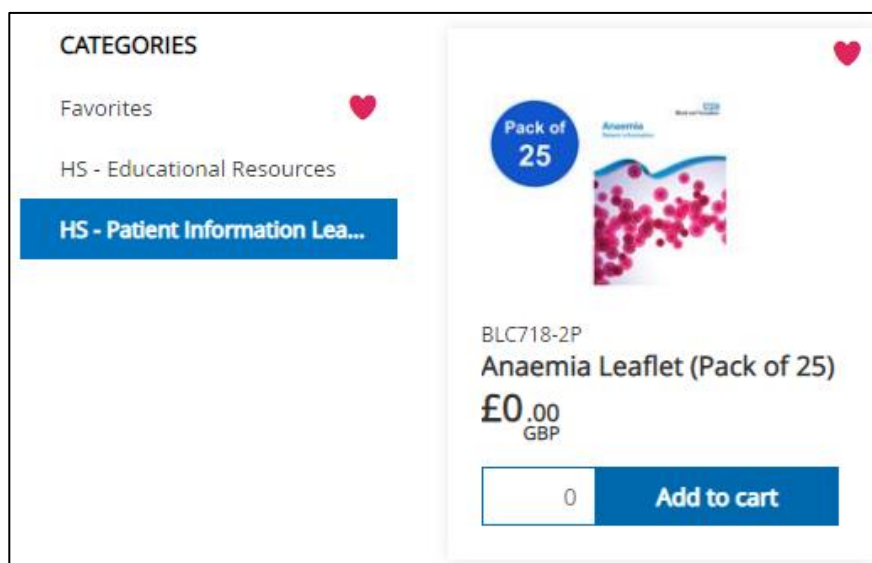 CATEGORIES
Favorites
HS - Educational Resources
HS - Patient Information Lea...
Pack of
25
Anaemia
BLC718-2P
Anaemia Leaflet (Pack of 25)
£0.00
GBP
0
Add to cart